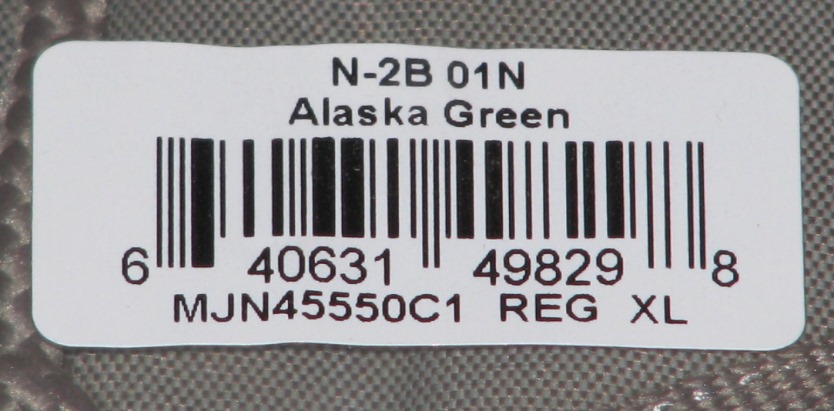 N-2B 01N
Alaska Green
6 40631 49829 8
MJN45550C1 REG XL